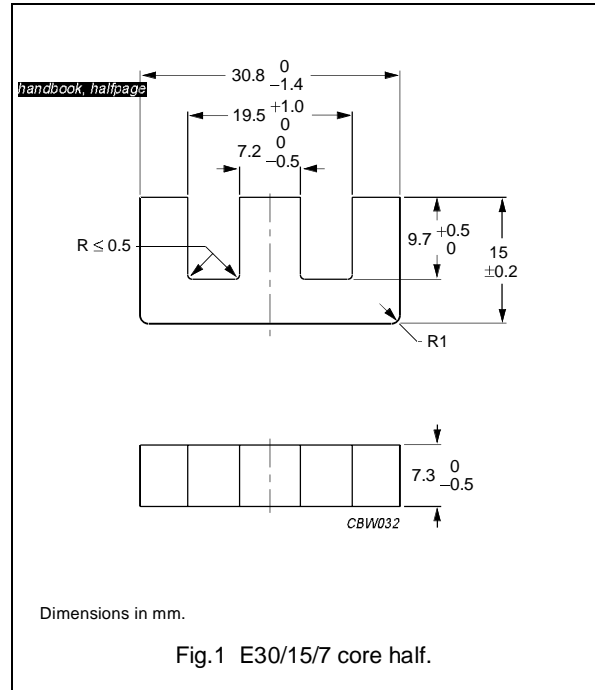 30.8 0 −1.4
handbook, halfpage
19.5 +1.0 0
7.2 0 −0.5
R ≤ 0.5
9.7 +0.5 0
15 ±0.2
R1
7.3 0 −0.5
CBW032
Dimensions in mm.
Fig.1 E30/15/7 core half.